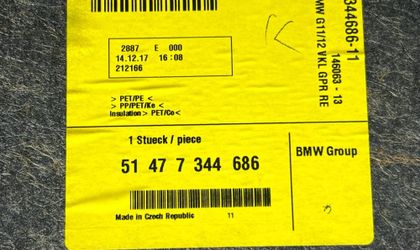 2887 E 000
14.12.17 16:08
212166
> PET/PE <
> PP/PET/Ke <
Insulation> PET/Co<
1 Stueck / piece
51 47 7 344 686
Made in Czech Republic 11
BMW Group
344686-11
146063 - 13
MW G11/12 VKL GPR RE